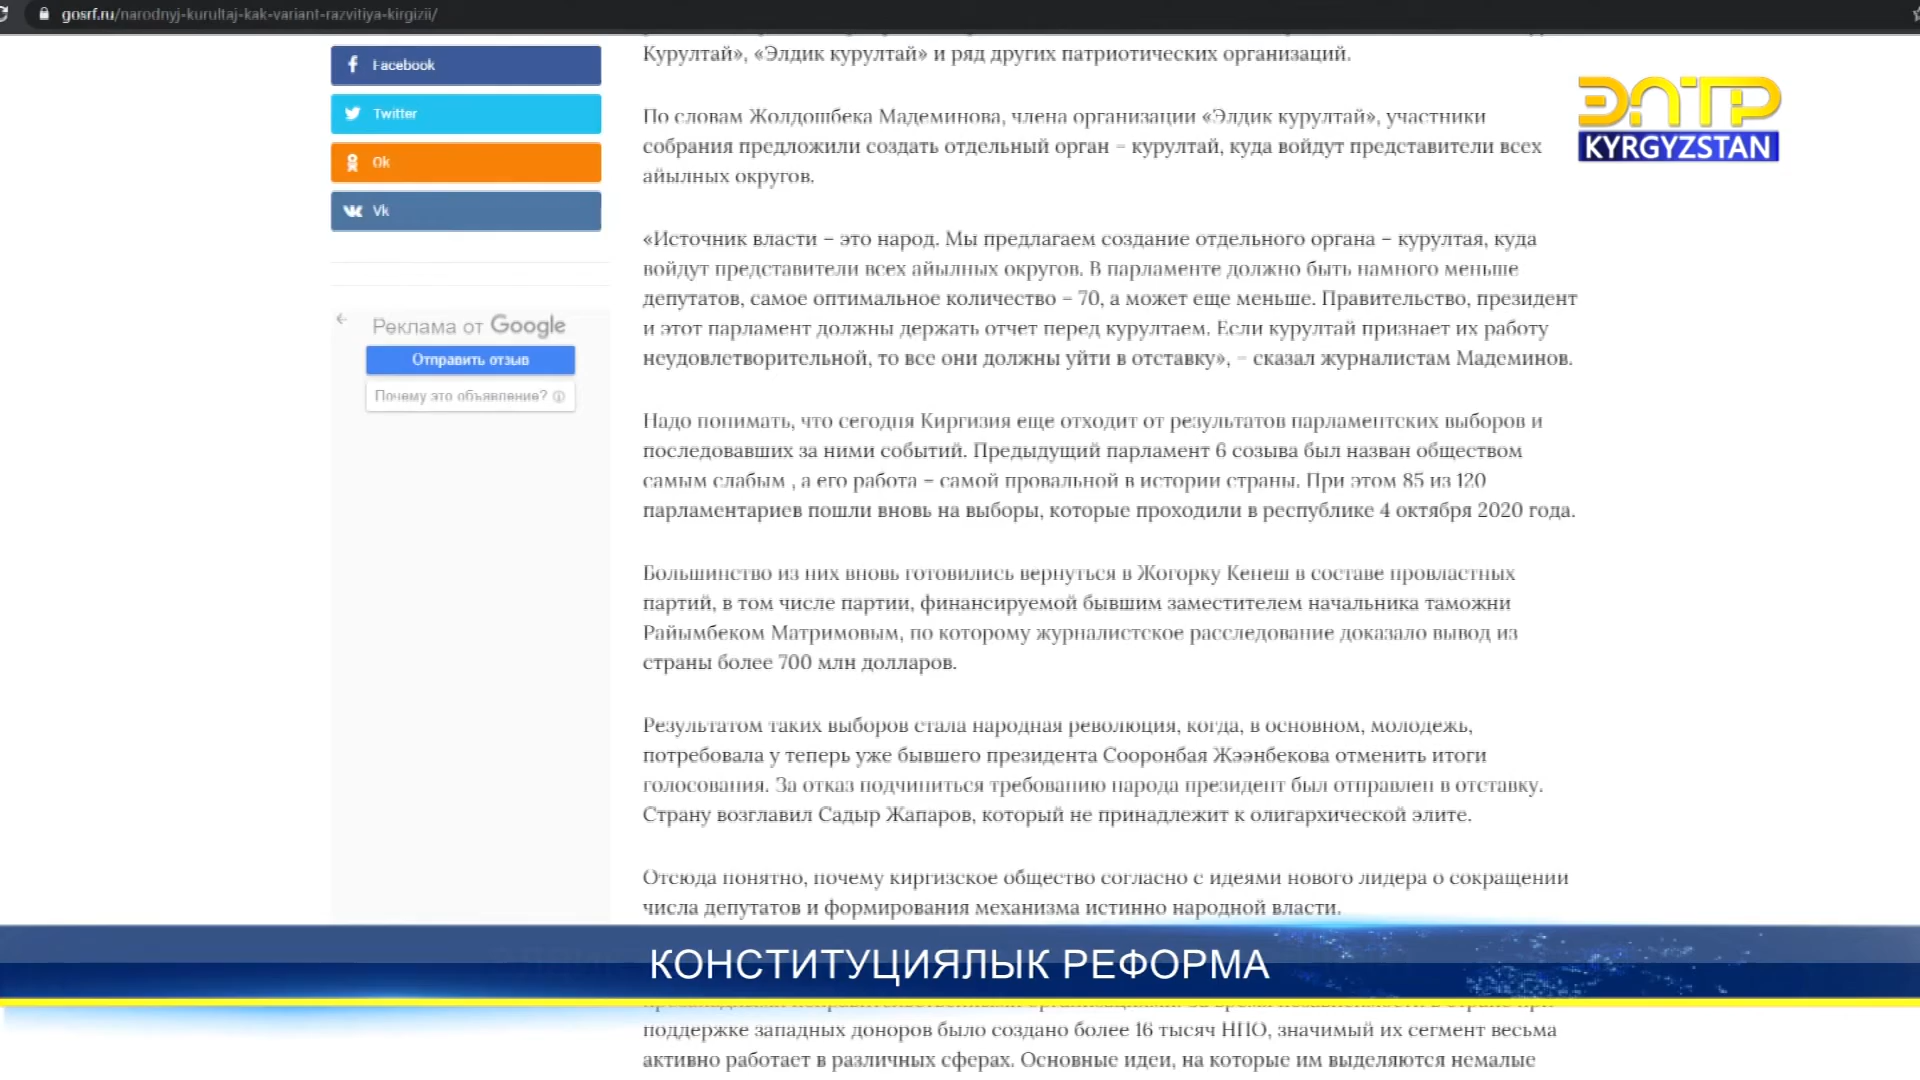 gosrf.ru/narodnyj-kurultaj-kak-variant-razvitiya-kirgizii/
Facebook
Twitter
Ok
Vk
Реклама от Google
Отправить отзыв
Почему это объявление?
Курултай», «Элдик курултай» и ряд других патриотических организаций.
По словам Жолдошбека Мадеминова, члена организации «Элдик курултай», участники
собрания предложили создать отдельный орган – курултай, куда войдут представители всех
айылных округов.
«Источник власти – это народ. Мы предлагаем создание отдельного органа – курултая, куда
войдут представители всех айылных округов. В парламенте должно быть намного меньше
депутатов, самое оптимальное количество – 70, а может еще меньше. Правительство, президент
и этот парламент должны держать отчет перед курултаем. Если курултай признает их работу
неудовлетворительной, то все они должны уйти в отставку», – сказал журналистам Мадеминов.
Надо понимать, что сегодня Киргизия еще отходит от результатов парламентских выборов и
последовавших за ними событий. Предыдущий парламент 6 созыва был назван обществом
самым слабым , а его работа – самой провальной в истории страны. При этом 85 из 120
парламентариев пошли вновь на выборы, которые проходили в республике 4 октября 2020 года.
Большинство из них вновь готовились вернуться в Жогорку Кенеш в составе провластных
партий, в том числе партии, финансируемой бывшим заместителем начальника таможни
Райымбеком Матримовым, по которому журналистское расследование доказало вывод из
страны более 700 млн долларов.
Результатом таких выборов стала народная революция, когда, в основном, молодежь,
потребовала у теперь уже бывшего президента Сооронбая Жээнбекова отменить итоги
голосования. За отказ подчиниться требованию народа президент был отправлен в отставку.
Страну возглавил Садыр Жапаров, который не принадлежит к олигархической элите.
Отсюда понятно, почему киргизское общество согласно с идеями нового лидера о сокращении
числа депутатов и формирования механизма истинно народной власти.
поддержке западных доноров было создано более 16 тысяч НПО, значимый их сегмент весьма
активно работает в различных сферах. Основные идеи, на которые им выделяются немалые
ЭЛТР
KYRGYZSTAN
КОНСТИТУЦИЯЛЫК РЕФОРМА